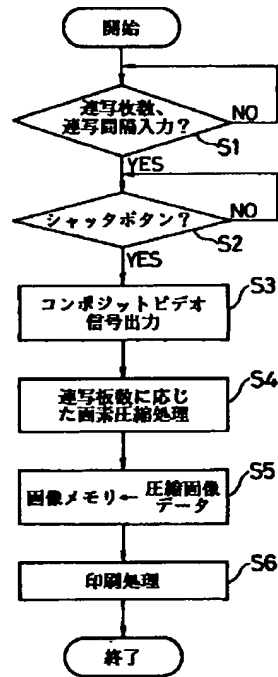 開始
連写枚数、
連写間隔入力?
NO
S1
YES
シャッタボタン?
NO
S2
YES
S3
コンポジットビデオ
信号出力
S4
連写板数に応じ
た画素圧縮処理
S5
画像メモリ← 圧縮画像
データ
S6
印刷処理
終了